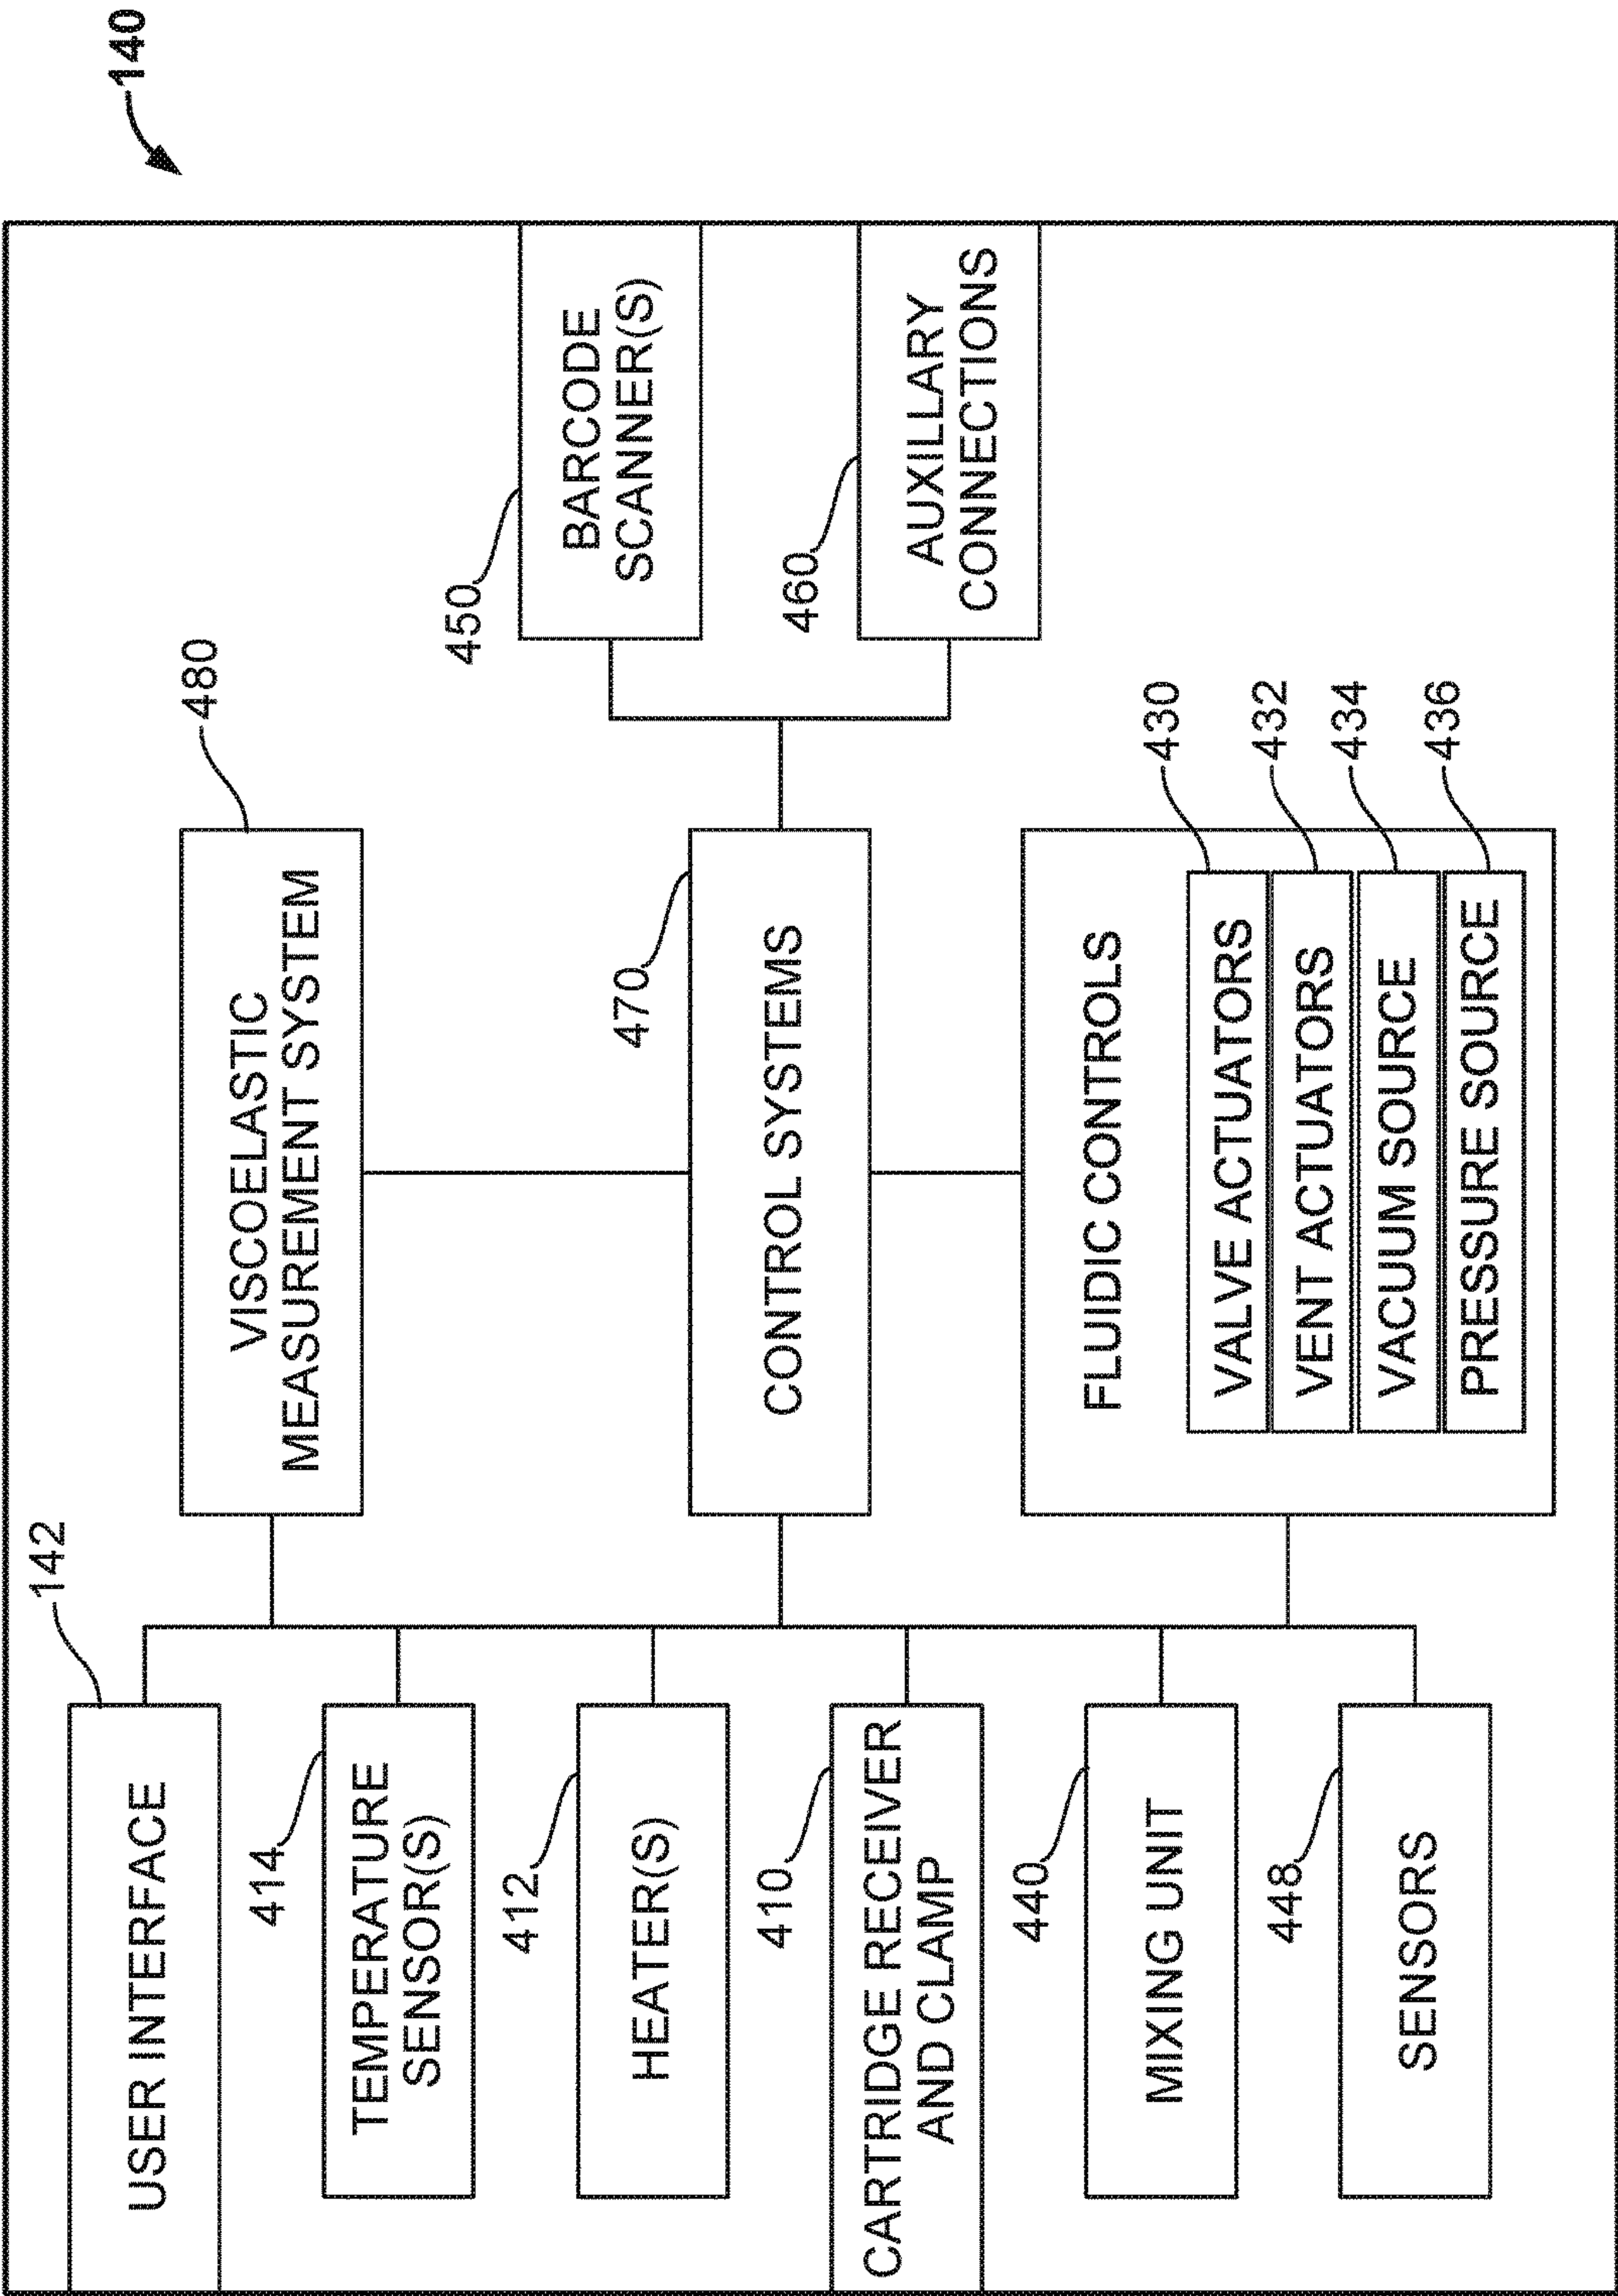 140
142
USER INTERFACE
414
TEMPERATURE
SENSOR(S)
412
HEATER(S)
410
CARTRIDGE RECEIVER
AND CLAMP
440
MIXING UNIT
448
SENSORS
480
VISCOELASTIC
MEASUREMENT SYSTEM
470
CONTROL SYSTEMS
FLUIDIC CONTROLS
VALVE ACTUATORS
430
VENT ACTUATORS
432
VACUUM SOURCE
434
PRESSURE SOURCE
436
450
BARCODE
SCANNER(S)
460
AUXILLARY
CONNECTIONS